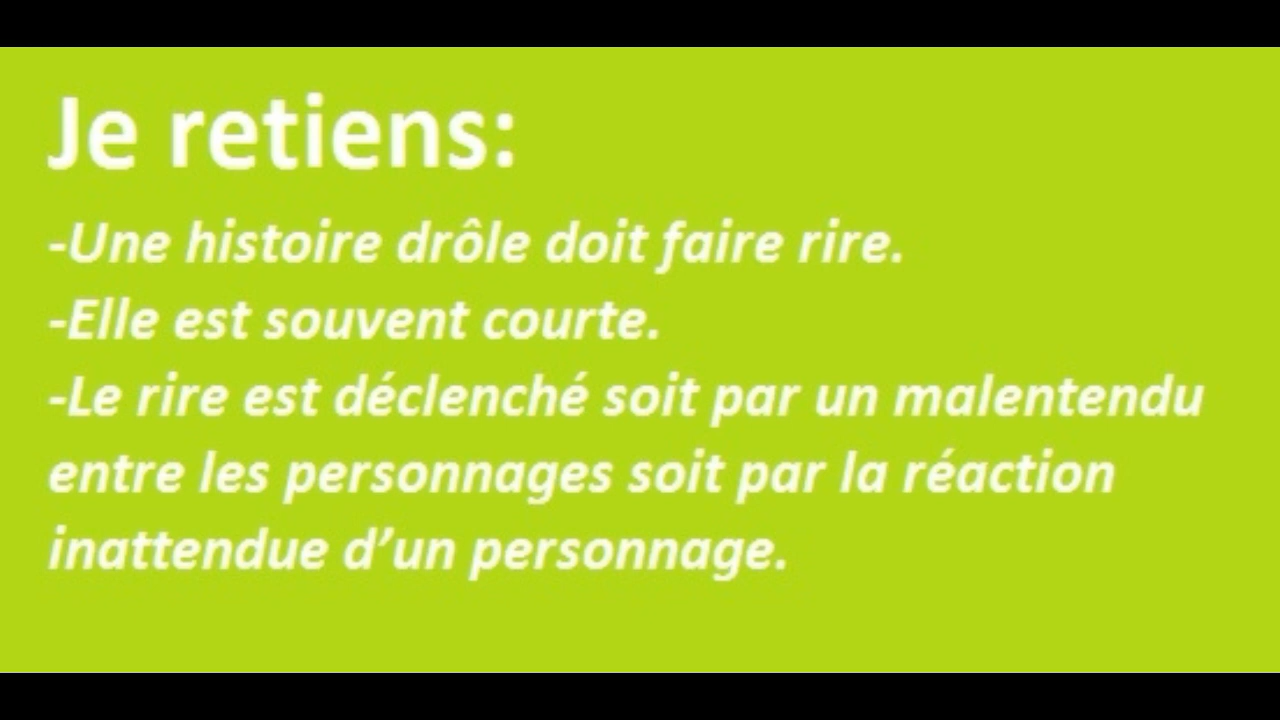 Je retiens:
-Une histoire drôle doit faire rire.
-Elle est souvent courte.
-Le rire est déclenché soit par un malentendu
entre les personnages soit par la réaction
inattendue d’un personnage.